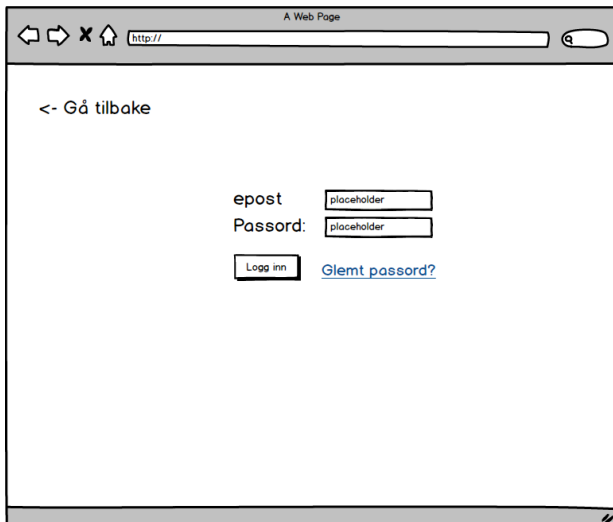 A Web Page
http://
<- Gå tilbake
epost placeholder
Passord: placeholder
Logg inn Glemt passord?